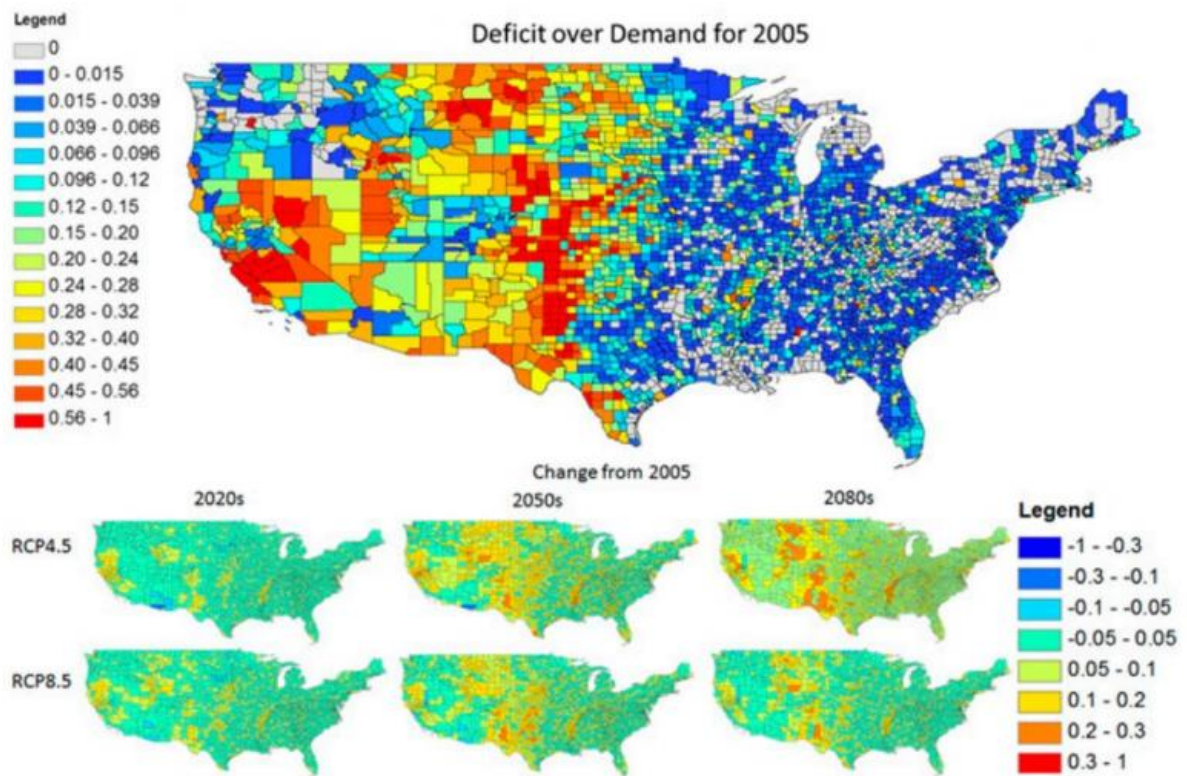 Legend
Deficit over Demand for 2005
0
0 - 0.015
0.015 - 0.039
0.039 - 0.066
0.066 - 0.096
0.096 - 0.12
0.12 - 0.15
0.15 - 0.20
0.20 - 0.24
0.24 - 0.28
0.28 - 0.32
0.32 - 0.40
0.40 - 0.45
0.45 - 0.56
0.56 - 1
Change from 2005
2020s
2050s
2080s
RCP4.5
RCP8.5
Legend
-1 - -0.3
-0.3 - -0.1
-0.1 - -0.05
-0.05 - 0.05
0.05 - 0.1
0.1 - 0.2
0.2 - 0.3
0.3 - 1